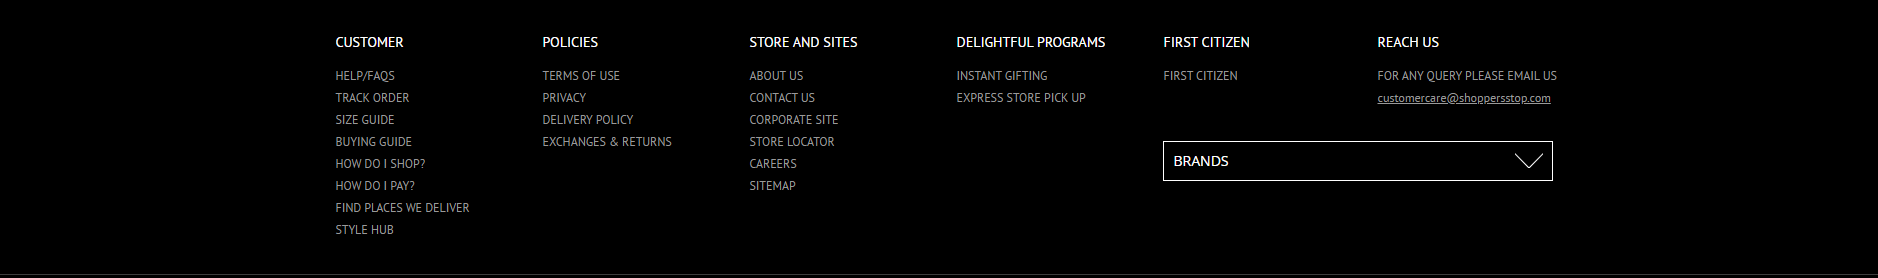 CUSTOMER
HELP/FAQS
TRACK ORDER
SIZE GUIDE
BUYING GUIDE
HOW DO I SHOP?
HOW DO I PAY?
FIND PLACES WE DELIVER
STYLE HUB
POLICIES
TERMS OF USE
PRIVACY
DELIVERY POLICY
EXCHANGES & RETURNS
STORE AND SITES
ABOUT US
CONTACT US
CORPORATE SITE
STORE LOCATOR
CAREERS
SITEMAP
DELIGHTFUL PROGRAMS
INSTANT GIFTING
EXPRESS STORE PICK UP
FIRST CITIZEN
FIRST CITIZEN
REACH US
FOR ANY QUERY PLEASE EMAIL US
customercare@shoppersstop.com
BRANDS